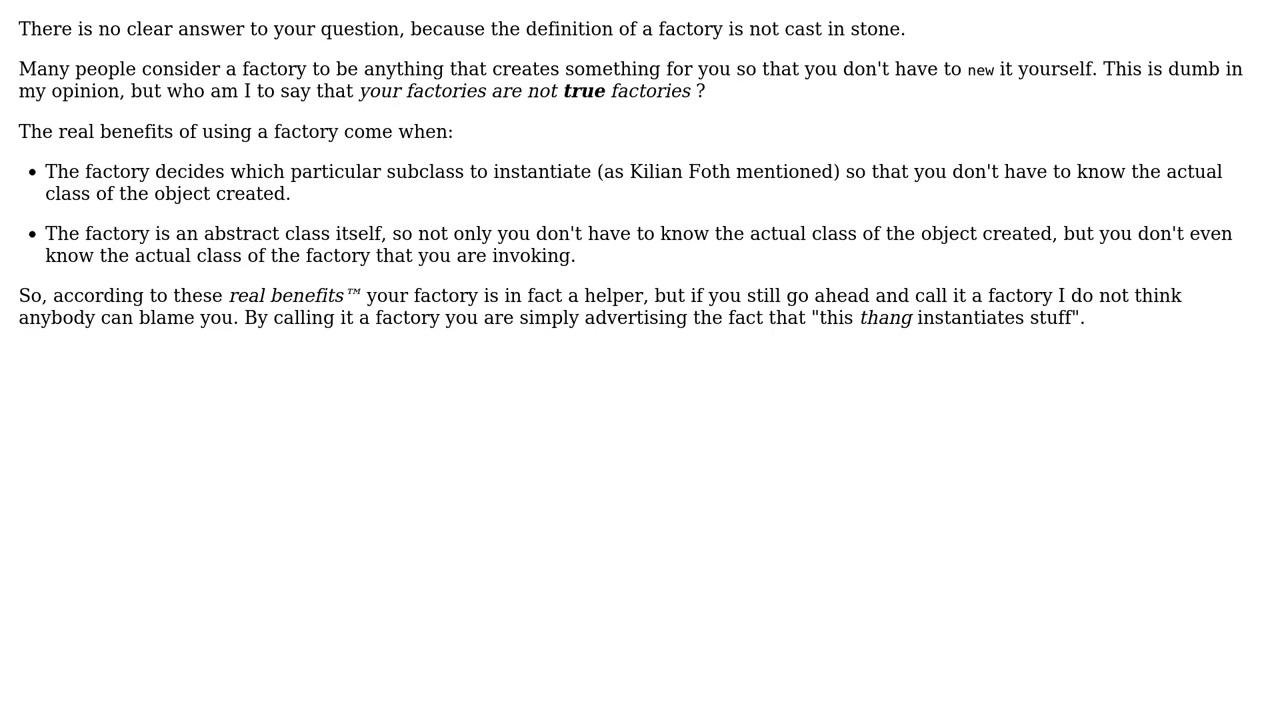 There is no clear answer to your question, because the definition of a factory is not cast in stone.
Many people consider a factory to be anything that creates something for you so that you don't have to new it yourself. This is dumb in
my opinion, but who am I to say that your factories are not true factories ?
The real benefits of using a factory come when:
• The factory decides which particular subclass to instantiate (as Kilian Foth mentioned) so that you don't have to know the actual
class of the object created.
• The factory is an abstract class itself, so not only you don't have to know the actual class of the object created, but you don't even
know the actual class of the factory that you are invoking.
So, according to these real benefits™ your factory is in fact a helper, but if you still go ahead and call it a factory I do not think
anybody can blame you. By calling it a factory you are simply advertising the fact that "this thang instantiates stuff".